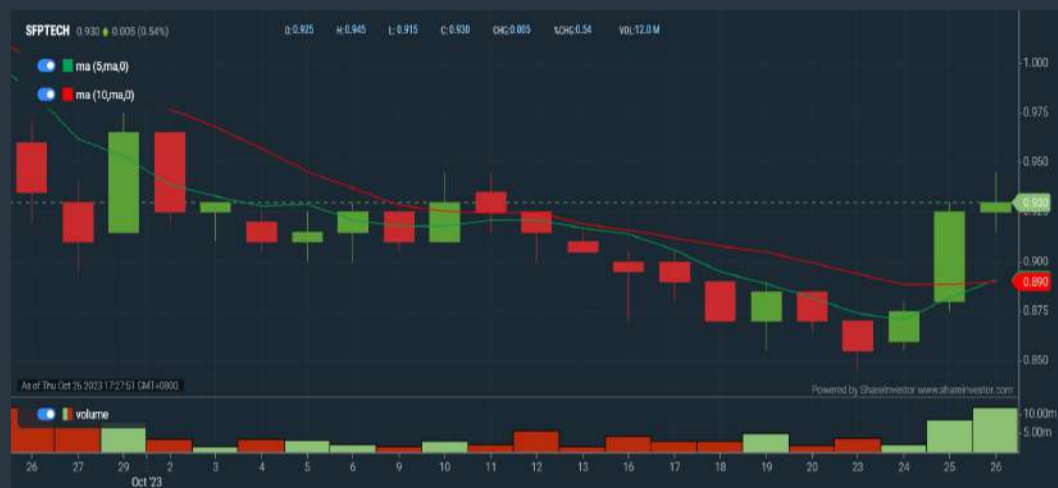 SFPTECH 0.930 0.005 (0.54%) O:0.925 H:0.945 L:0.915 C:0.930 CHG:0.005 %CHG:0.54 VOL:12.0 M
ma (5,ma,0)
ma (10,ma,0)
1.000
0.975
0.950
0.930
0.925
0.900
0.890
0.875
0.850
As of Thu Oct 26 2023 17:27:51 GMT+0800
Powered by ShareInvestor www.shareinvestor.com
volume
10.00m
5.00m
26 27 29 2 3 4 5 6 9 10 11 12 13 16 17 18 19 20 23 24 25 26
Oct '23